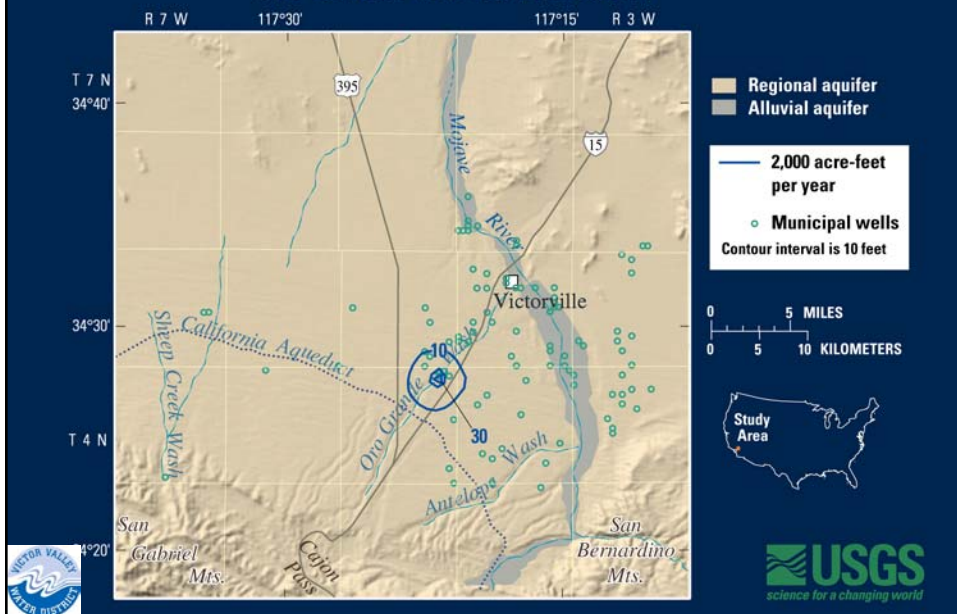 R 7 W
117°30'
117°15'
R 3 W
T 7 N
34°40'
395
15
Mojave
River
Victorville
34°30'
California Aqueduct
Sheep Creek Wash
10
Oro Grande Wash
30
T 4 N
Antelope Wash
34°20'
San
Gabriel
Mts.
Cajon
Pass
San
Bernardino
Mts.
Regional aquifer
Alluvial aquifer
2,000 acre-feet
per year
Municipal wells
Contour interval is 10 feet
0 5 MILES
0 5 10 KILOMETERS
Study
Area
VICTOR VALLEY
WATER DISTRICT
USGS
science for a changing world